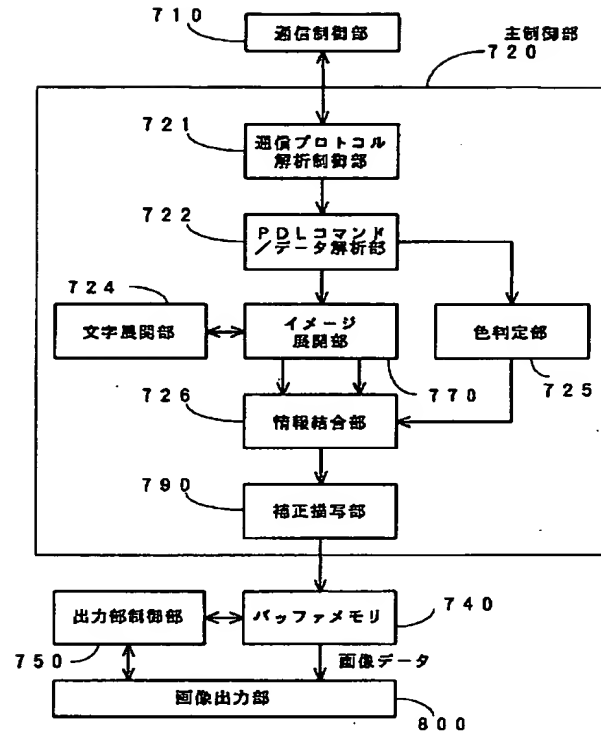 ７１０
通信制御部
主制御部
７２０
７２１
通信プロトコル
解析制御部
７２２
ＰＤＬコマンド
／データ解析部
７２４
文字展開部
イメージ
展開部
色判定部
７７０
７２５
７２６
情報結合部
７９０
補正描写部
出力部制御部
バッファメモリ
７４０
７５０
画像データ
画像出力部
８００